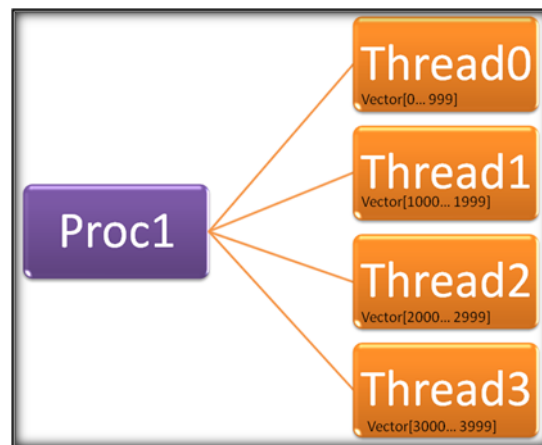 Proc1
Thread0
Vector[0... 999]
Thread1
Vector[1000... 1999]
Thread2
Vector[2000... 2999]
Thread3
Vector[3000... 3999]